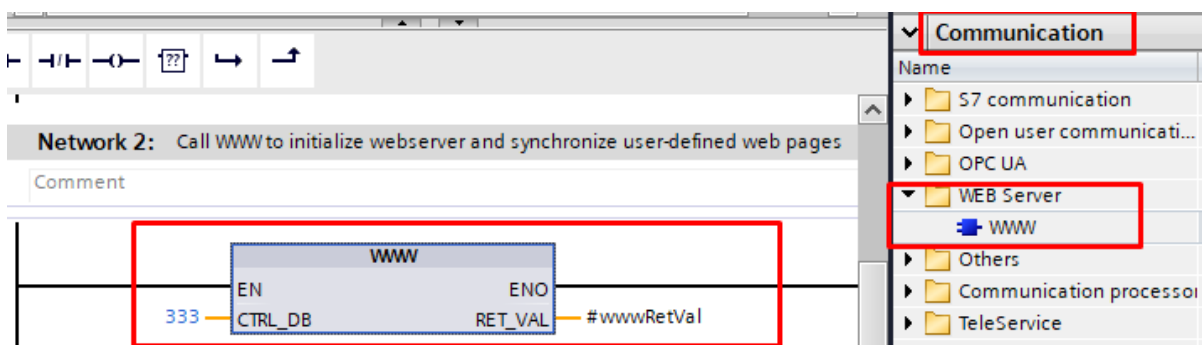 ??
Network 2: Call WWW to initialize webserver and synchronize user-defined web pages
Comment
WWW
EN ENO
333 CTRL_DB RET_VAL #wwwRetVal
Communication
Name
S7 communication
Open user communicati...
OPC UA
WEB Server
WWW
Others
Communication processor
TeleService